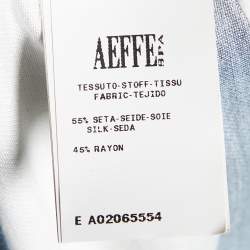 AEFFE SPA
TESSUTO-STOFF-TISSU
FABRIC-TEJIDO
55% SETA-SEIDE-SOIE
SILK-SEDA
45% RAYON
E A02065554